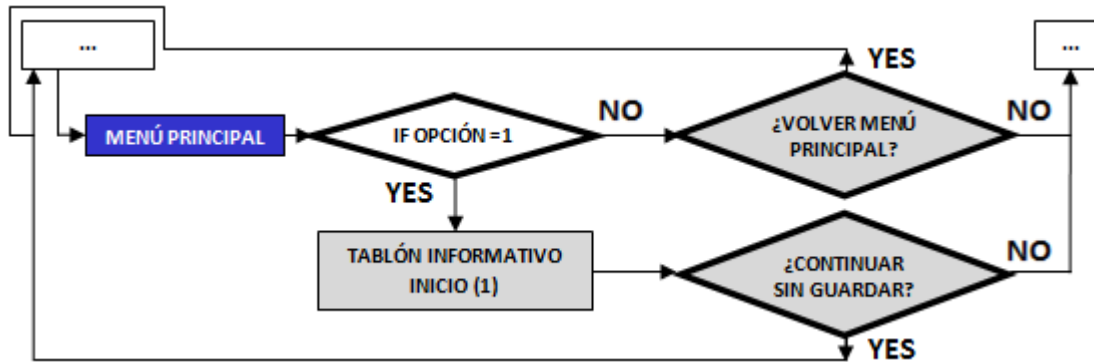 ...
...
YES
MENÚ PRINCIPAL
IF OPCIÓN =1
NO
¿VOLVER MENÚ
PRINCIPAL?
NO
YES
TABLÓN INFORMATIVO
INICIO (1)
¿CONTINUAR
SIN GUARDAR?
NO
YES